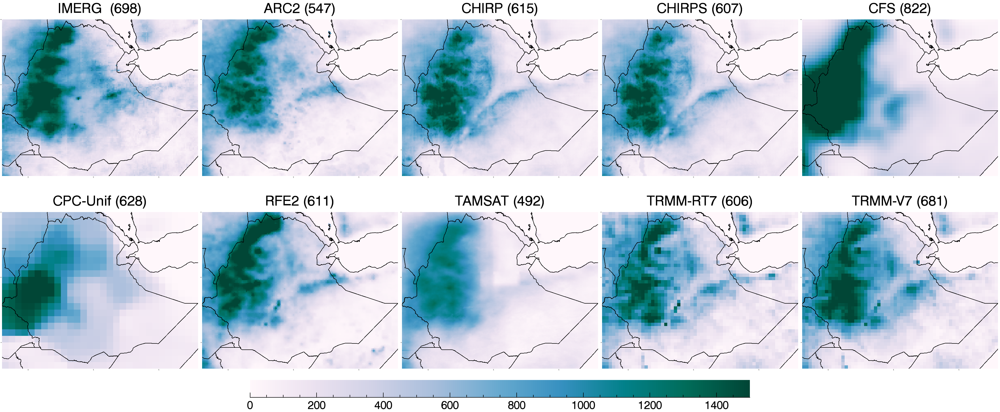 IMERG (698)
ARC2 (547)
CHIRP (615)
CHIRPS (607)
CFS (822)
CPC-Unif (628)
RFE2 (611)
TAMSAT (492)
TRMM-RT7 (606)
TRMM-V7 (681)
0 200 400 600 800 1000 1200 1400